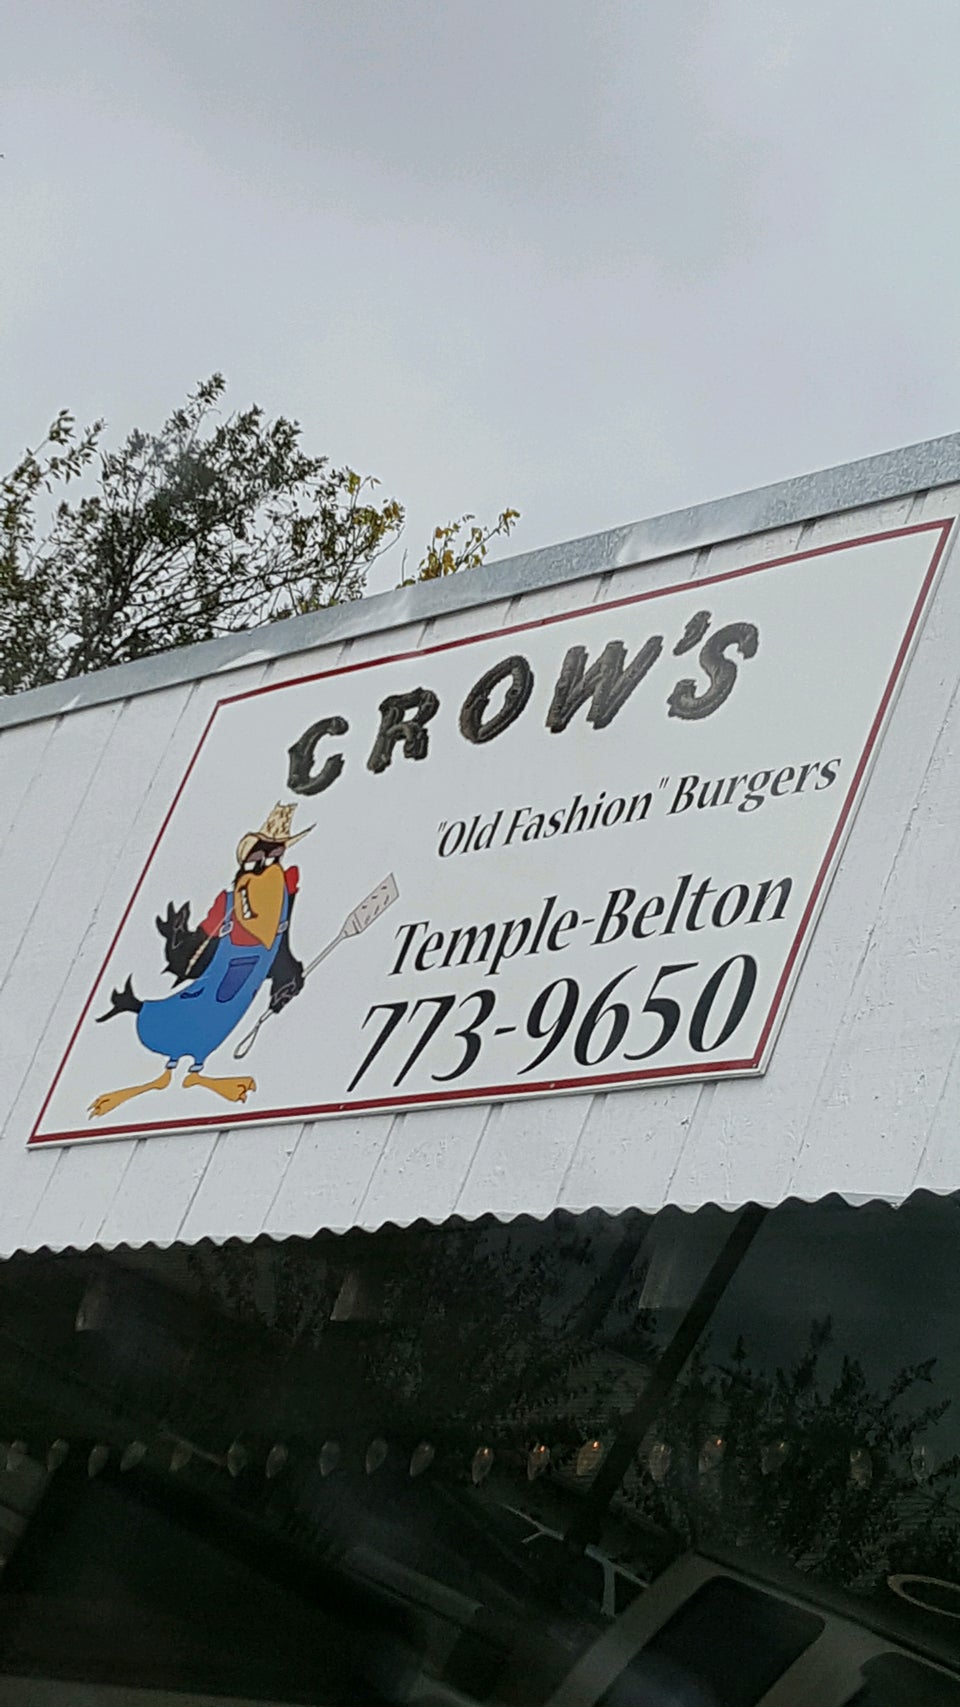 CROW'S
"Old Fashion" Burgers
Temple-Belton
773-9650